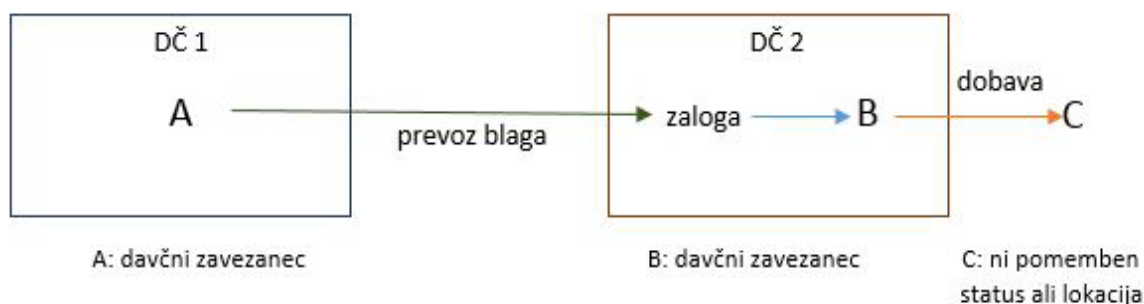 DČ 1
DČ 2
A
prevoz blaga
zaloga
B
dobava
C
A: davčni zavezanec
B: davčni zavezanec
C: ni pomemben
status ali lokacija